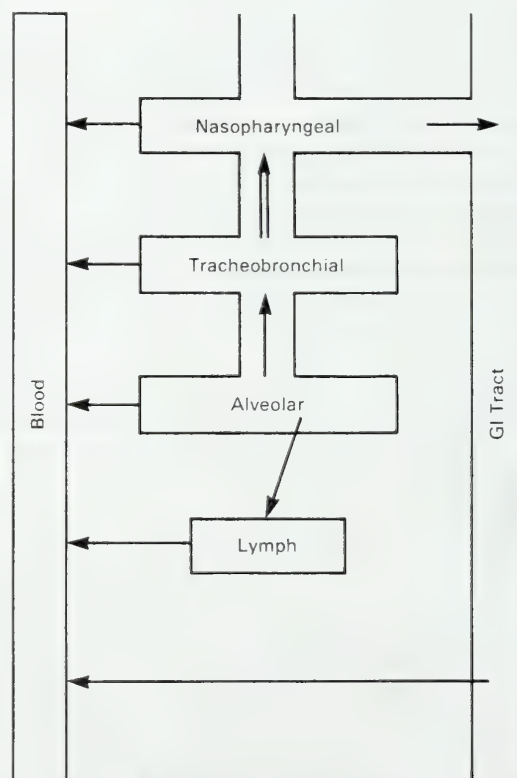 Nasopharyngeal
Tracheobronchial
Alveolar
Lymph
Blood
GI Tract